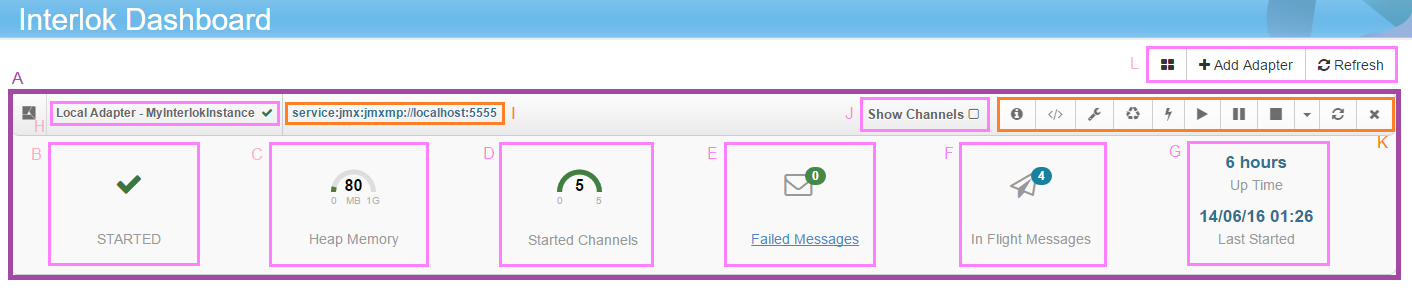 Interlok Dashboard
L Add Adapter Refresh
A
H Local Adapter - MyInterlokInstance service:jmx:jmxmp://localhost:5555 I J Show Channels </> K
B STARTED
C 80 0 MB 1G Heap Memory
D 5 0 5 Started Channels
E 0 Failed Messages
F 4 In Flight Messages
G 6 hours
Up Time
14/06/16 01:26
Last Started